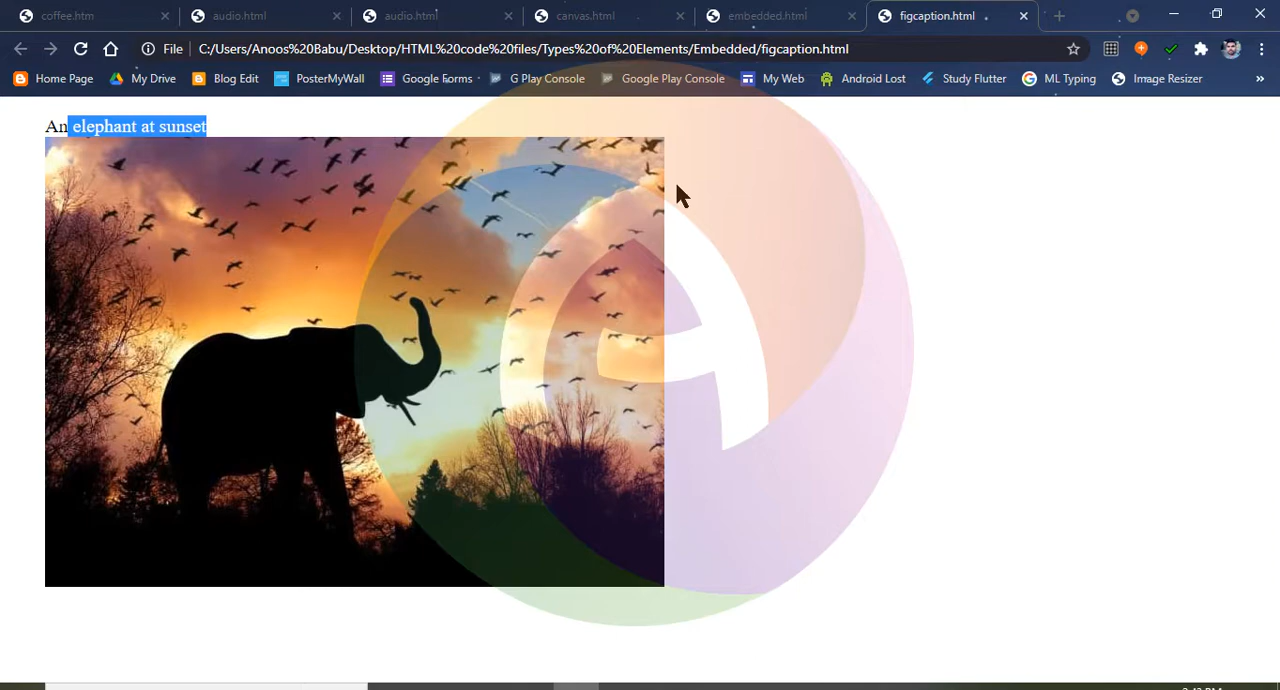 coffee.htm audio.html audio.html canvas.html embedded.html figcaption.html
File C:/Users/Anoos%20Babu/Desktop/HTML%20code%20files/Types%20of%20Elements/Embedded/figcaption.html
Home Page My Drive Blog Edit PosterMyWall Google Forms G Play Console Google Play Console My Web Android Lost Study Flutter ML Typing Image Resizer »
An elephant at sunset